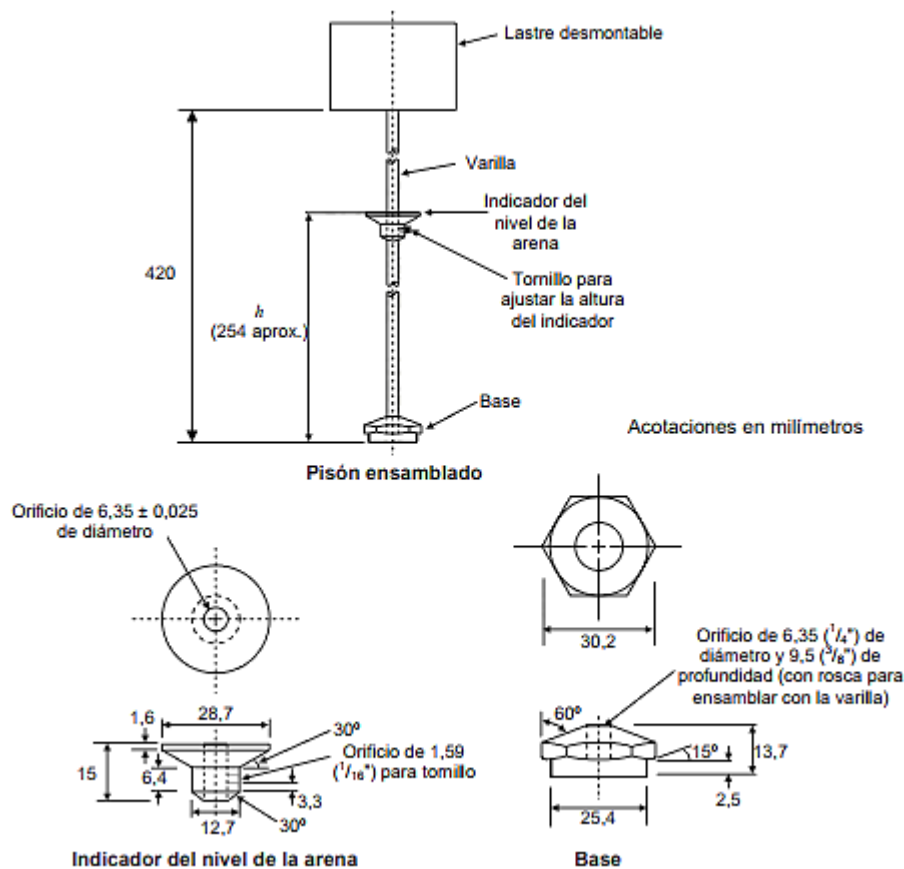 Lastre desmontable
Varilla
Indicador del
nivel de la
arena
420
h
(254 aprox.)
Tornillo para
ajustar la altura
del indicador
Base
Acotaciones en milímetros
Pisón ensamblado
Orificio de 6,35 ± 0,025
de diámetro
30,2
Orificio de 6,35 (1/4") de
diámetro y 9,5 (3/8") de
profundidad (con rosca para
ensamblar con la varilla)
1,6
28,7
30º
15
6,4
Orificio de 1,59
(1/16") para tornillo
3,3
12,7
30º
60º
15º
13,7
2,5
25,4
Indicador del nivel de la arena
Base